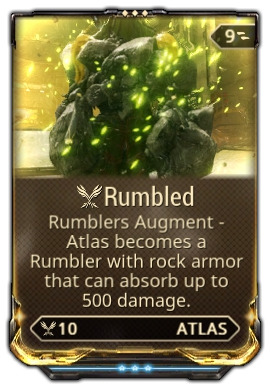 9
Rumbled
Rumblers Augment -
Atlas becomes a
Rumbler with rock armor
that can absorb up to
500 damage.
10 ATLAS